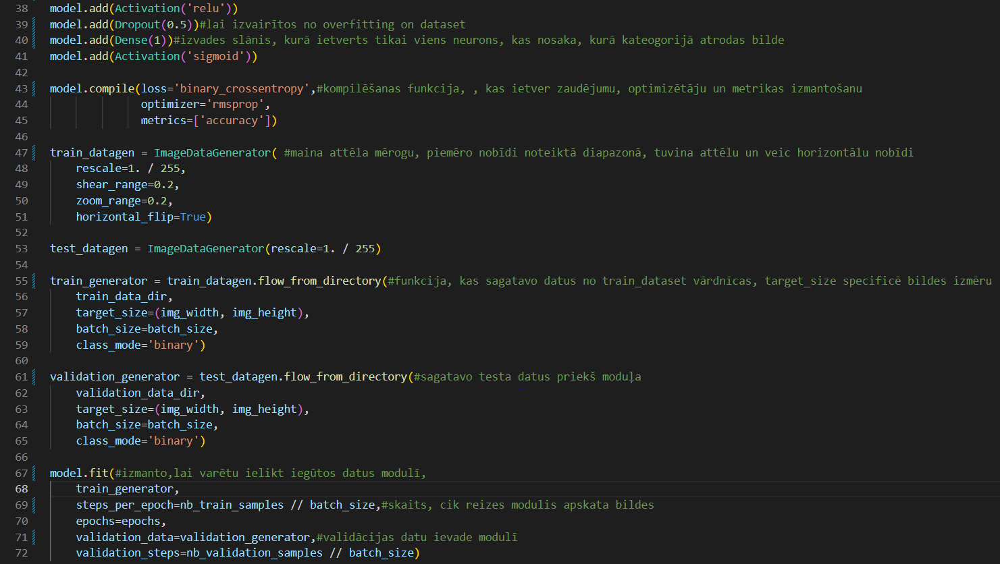 38 model.add(Activation('relu'))
39 model.add(Dropout(0.5))#lai izvairītos no overfitting on dataset
40 model.add(Dense(1))#izvades slānis, kurā ietverts tikai viens neurons, kas nosaka, kurā kateogorijā atrodas bilde
41 model.add(Activation('sigmoid'))
42
43 model.compile(loss='binary_crossentropy',#kompilēšanas funkcija, , kas ietver zaudējumu, optimizētāju un metrikas izmantošanu
44 optimizer='rmsprop',
45 metrics=['accuracy'])
46
47 train_datagen = ImageDataGenerator( #maina attēla mērogu, piemēro nobīdi noteiktā diapazonā, tuvina attēlu un veic horizontālu nobīdi
48 rescale=1. / 255,
49 shear_range=0.2,
50 zoom_range=0.2,
51 horizontal_flip=True)
52
53 test_datagen = ImageDataGenerator(rescale=1. / 255)
54
55 train_generator = train_datagen.flow_from_directory(#funkcija, kas sagatavo datus no train_dataset vārdnīcas, target_size specificē bildes izmēru
56 train_data_dir,
57 target_size=(img_width, img_height),
58 batch_size=batch_size,
59 class_mode='binary')
60
61 validation_generator = test_datagen.flow_from_directory(#sagatavo testa datus priekš moduļa
62 validation_data_dir,
63 target_size=(img_width, img_height),
64 batch_size=batch_size,
65 class_mode='binary')
66
67 model.fit(#izmanto,lai varētu ielikt iegūtos datus modulī,
68 train_generator,
69 steps_per_epoch=nb_train_samples // batch_size,#skaits, cik reizes modulis apskata bildes
70 epochs=epochs,
71 validation_data=validation_generator,#validācijas datu ievade modulī
72 validation_steps=nb_validation_samples // batch_size)